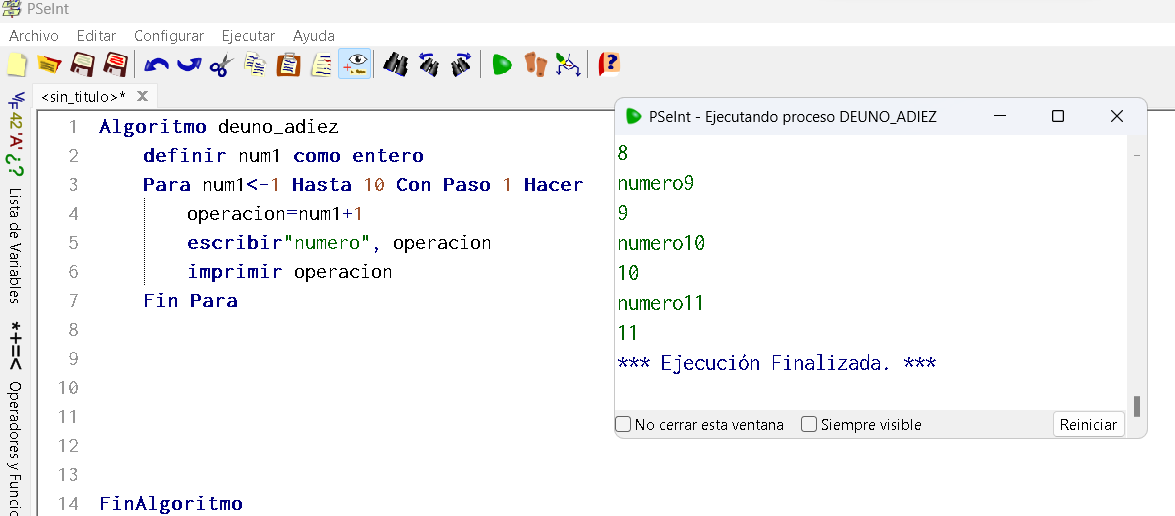 PSeInt
Archivo Editar Configurar Ejecutar Ayuda
<sin_titulo>* X
1 Algoritmo deuno_adiez
2 definir num1 como entero
3 Para num1<-1 Hasta 10 Con Paso 1 Hacer
4 operacion=num1+1
5 escribir"numero", operacion
6 imprimir operacion
7 Fin Para
8
9
10
11
12
13
14 FinAlgoritmo
42 'A' ¿? Lista de Variables
*+=< Operadores y Funcio
PSeInt - Ejecutando proceso DEUNO_ADIEZ
8
numero9
9
numero10
10
numero11
11
*** Ejecución Finalizada. ***
No cerrar esta ventana Siempre visible Reiniciar